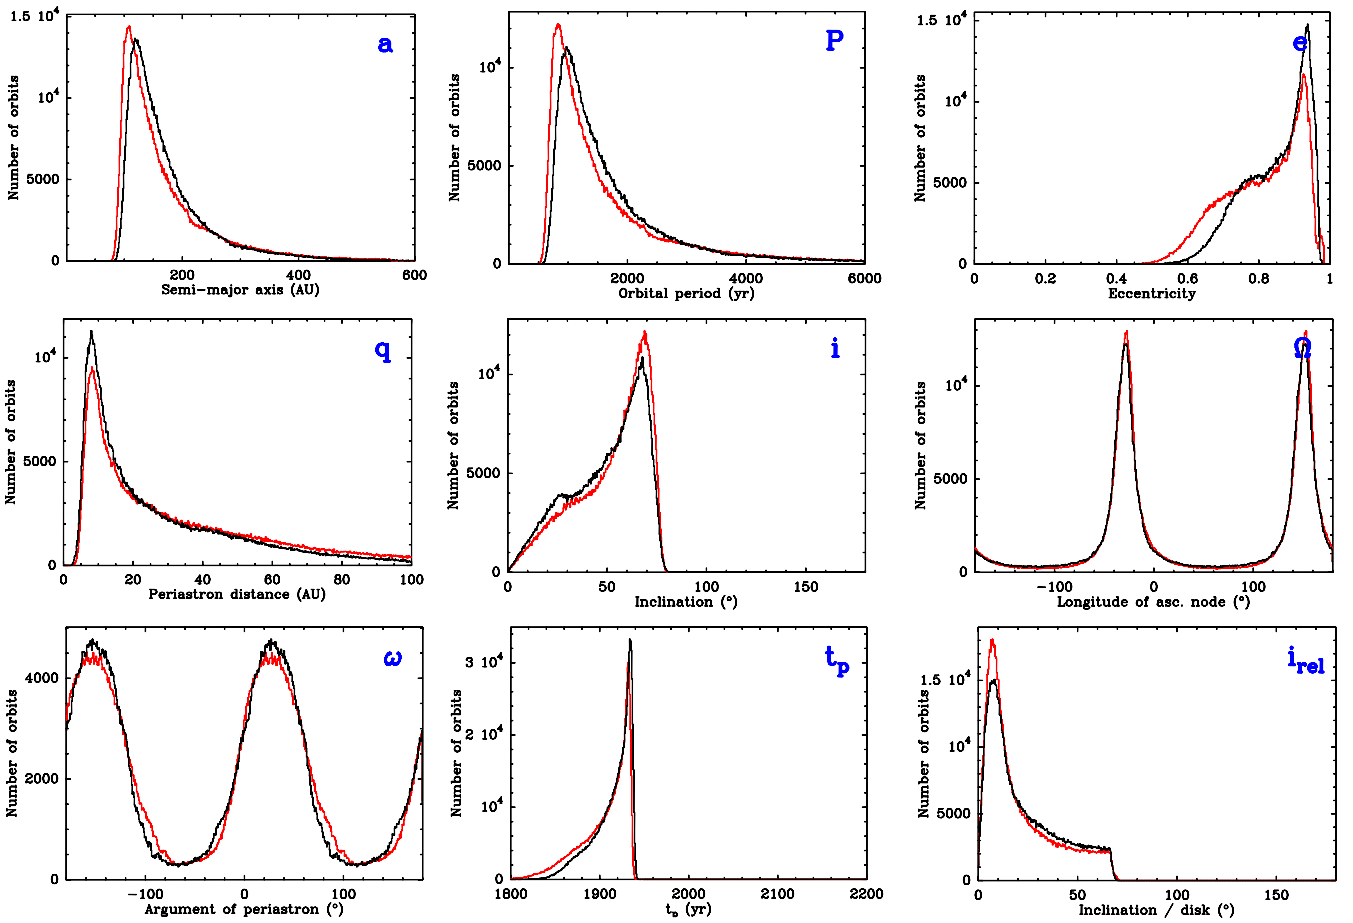 a
Number of orbits
1.5 10⁴
10⁴
5000
0
200
400
600
Semi-major axis (AU)
P
Number of orbits
10⁴
5000
0
2000
4000
6000
Orbital period (yr)
e
Number of orbits
1.5 10⁴
10⁴
5000
0
0
0.2
0.4
0.6
0.8
1
Eccentricity
q
Number of orbits
10⁴
5000
0
0
20
40
60
80
100
Periastron distance (AU)
i
Number of orbits
10⁴
5000
0
0
50
100
150
Inclination (°)
Ω
Number of orbits
10⁴
5000
0
−100
0
100
Longitude of asc. node (°)
ω
Number of orbits
4000
2000
0
−100
0
100
Argument of periastron (°)
tp
Number of orbits
3 10⁴
2 10⁴
10⁴
0
1800
1900
2000
2100
2200
tp (yr)
irel
Number of orbits
1.5 10⁴
10⁴
5000
0
0
50
100
150
Inclination / disk (°)